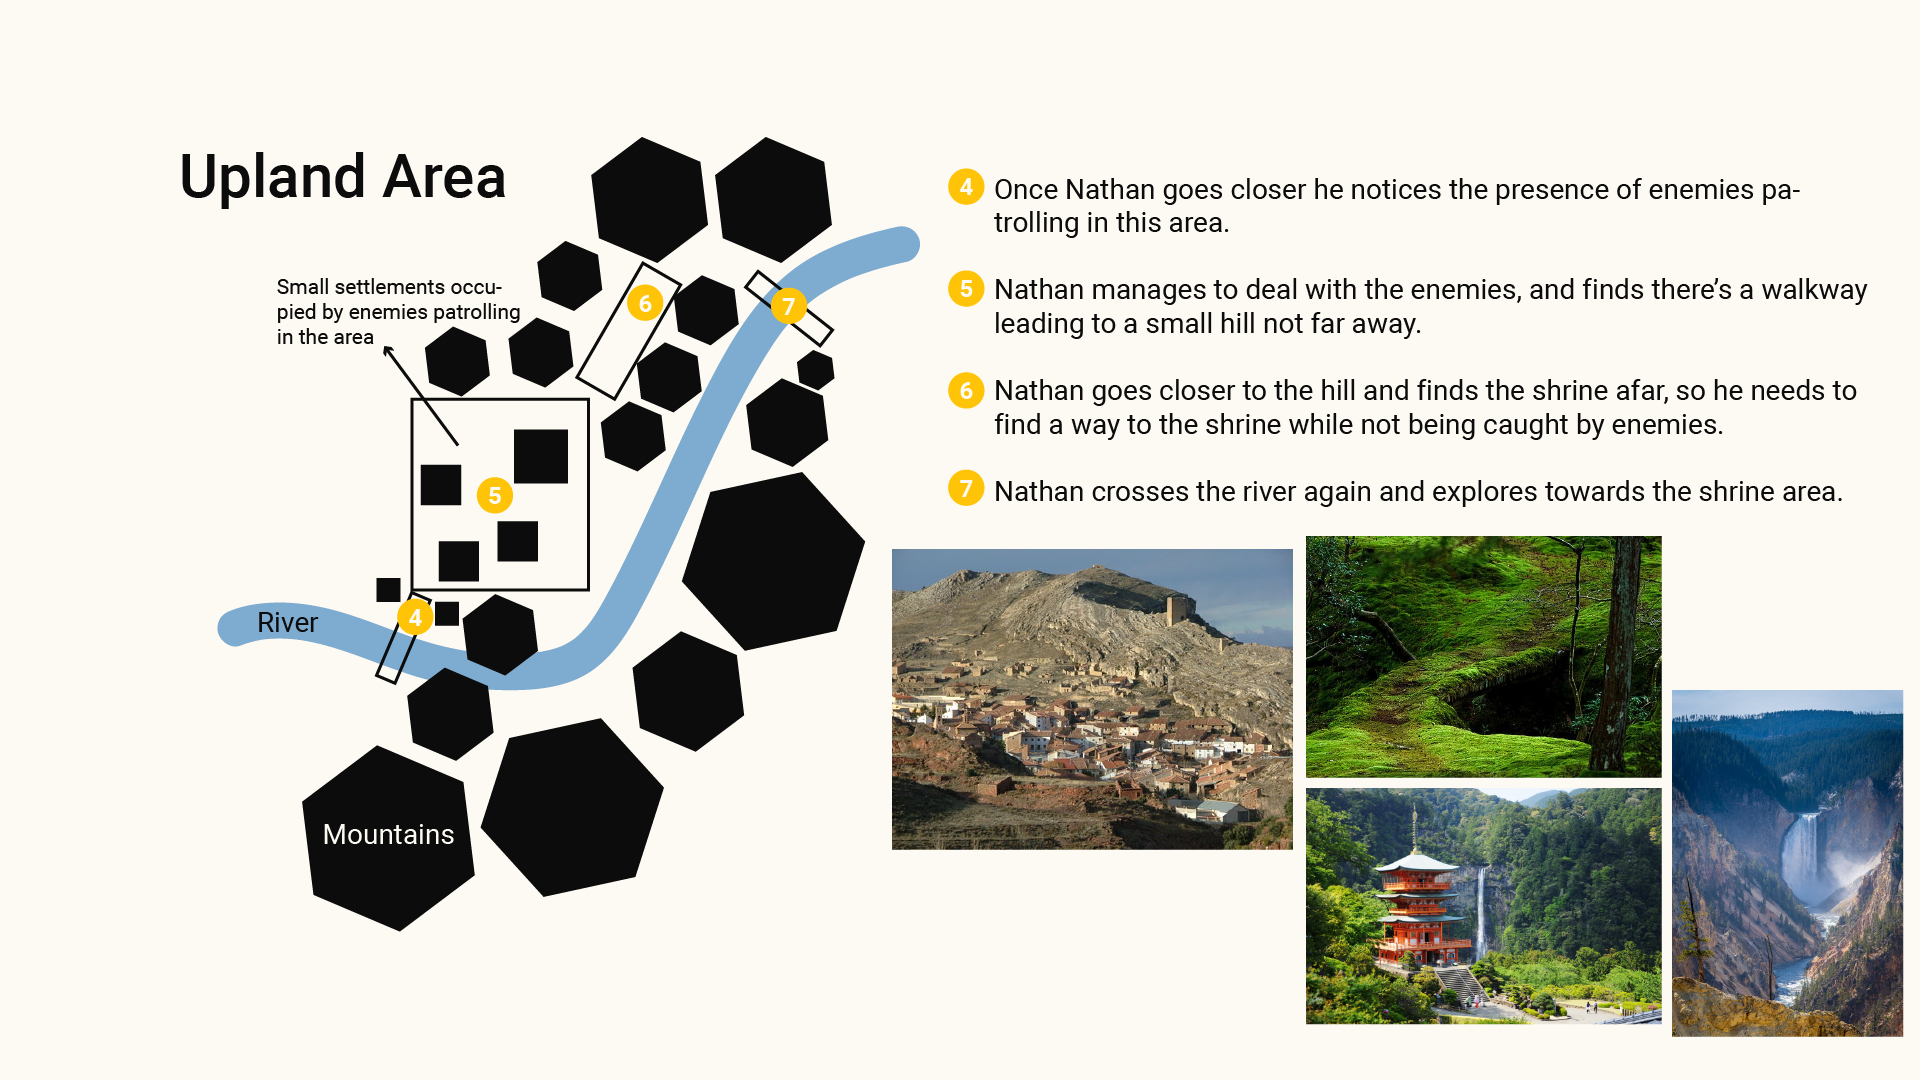 Upland Area
Small settlements occu-
pied by enemies patrolling
in the area
6
7
5
4
River
Mountains
4 Once Nathan goes closer he notices the presence of enemies pa-
trolling in this area.
5 Nathan manages to deal with the enemies, and finds there’s a walkway
leading to a small hill not far away.
6 Nathan goes closer to the hill and finds the shrine afar, so he needs to
find a way to the shrine while not being caught by enemies.
7 Nathan crosses the river again and explores towards the shrine area.